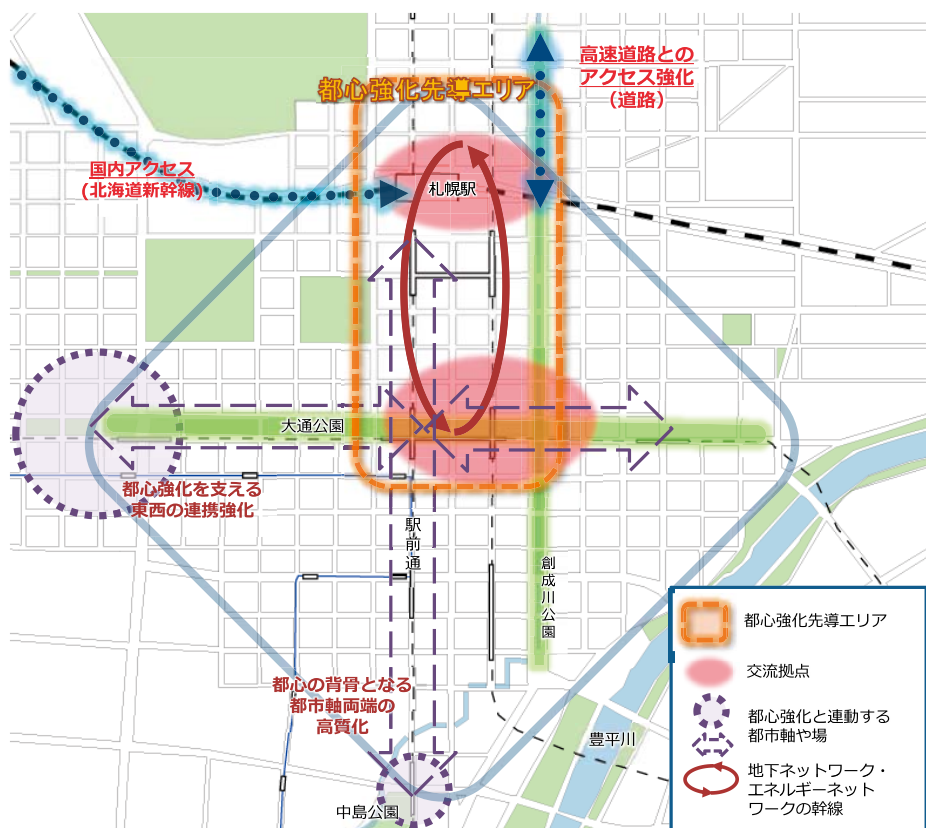 高速道路との
アクセス強化
（道路）
都心強化先導エリア
国内アクセス
(北海道新幹線)
札幌駅
大通公園
都心強化を支える
東西の連携強化
駅前通
創成川公園
都心の背骨となる
都市軸両端の
高質化
豊平川
中島公園
都心強化先導エリア
交流拠点
都心強化と連動する
都市軸や場
地下ネットワーク・
エネルギーネット
ワークの幹線